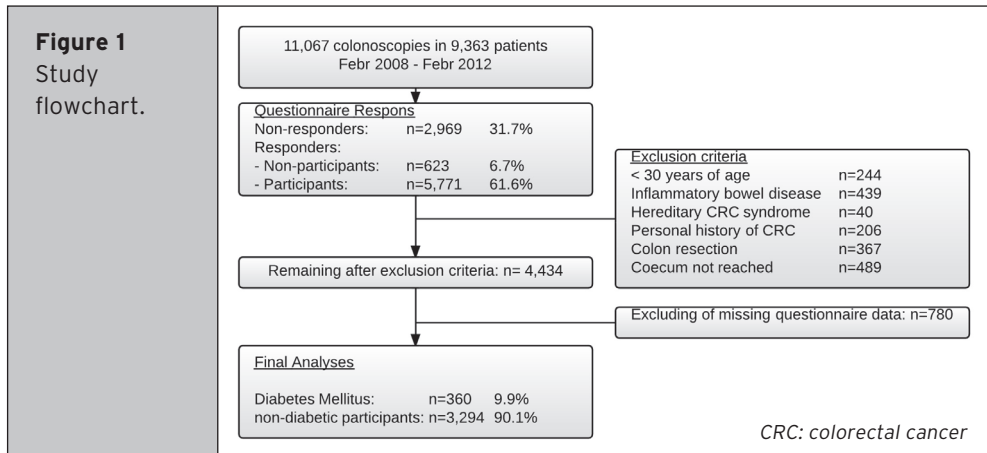 Figure 1
Study
flowchart.
11,067 colonoscopies in 9,363 patients
Febr 2008 - Febr 2012
Questionnaire Respons
Non-responders: n=2,969 31.7%
Responders:
- Non-participants: n=623 6.7%
- Participants: n=5,771 61.6%
Exclusion criteria
< 30 years of age n=244
Inflammatory bowel disease n=439
Hereditary CRC syndrome n=40
Personal history of CRC n=206
Colon resection n=367
Coecum not reached n=489
Remaining after exclusion criteria: n= 4,434
Excluding of missing questionnaire data: n=780
Final Analyses
Diabetes Mellitus: n=360 9.9%
non-diabetic participants: n=3,294 90.1%
CRC: colorectal cancer